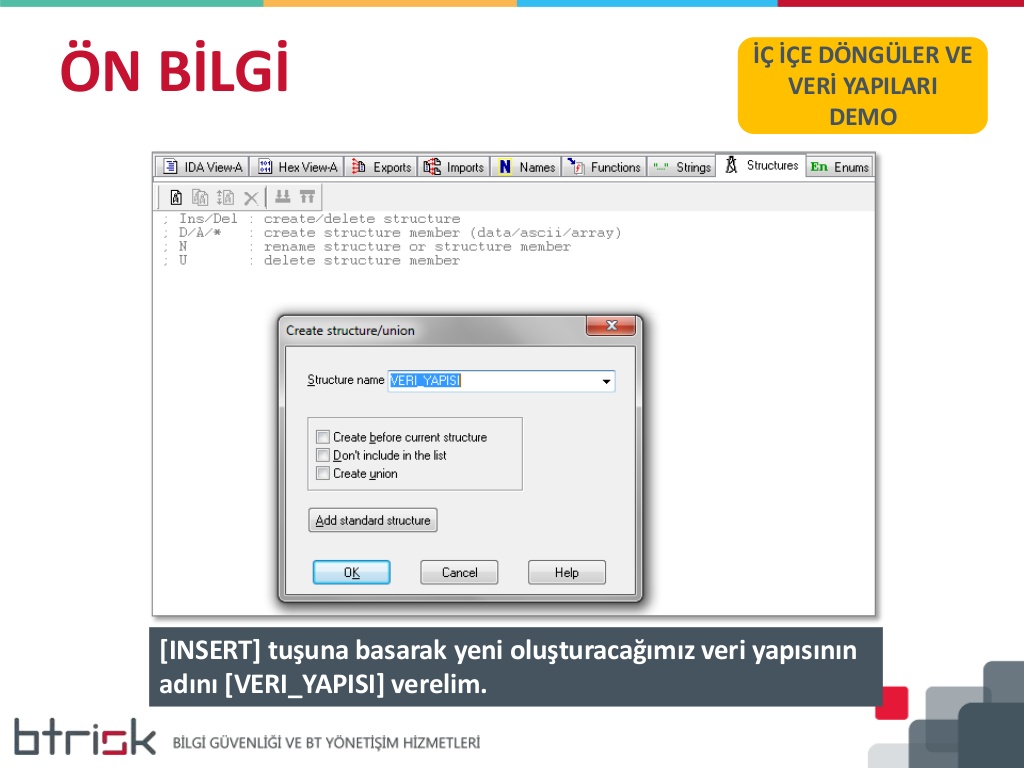 ÖN BİLGİ
İÇ İÇE DÖNGÜLER VE
VERİ YAPILARI
DEMO
IDA View-A Hex View-A Exports Imports N Names Functions Strings Structures En Enums
; Ins/Del : create/delete structure
; D/A/* : create structure member (data/ascii/array)
; N : rename structure or structure member
; U : delete structure member
Create structure/union
Structure name VERI_YAPISI
Create before current structure
Don't include in the list
Create union
Add standard structure
OK Cancel Help
[INSERT] tuşuna basarak yeni oluşturacağımız veri yapısının
adını [VERI_YAPISI] verelim.
btrisk BİLGİ GÜVENLİĞİ VE BT YÖNETİŞİM HİZMETLERİ